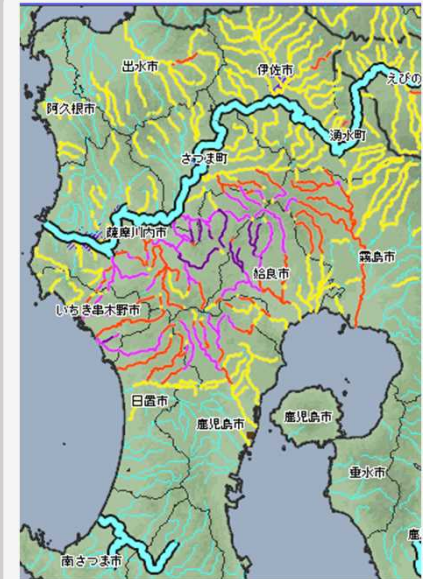 出水市
伊佐市
えびの
阿久根市
湧水町
さつま町
薩摩川内市
霧島市
姶良市
いちき串木野市
日置市
鹿児島市
鹿児島市
垂水市
鹿
南さつま市